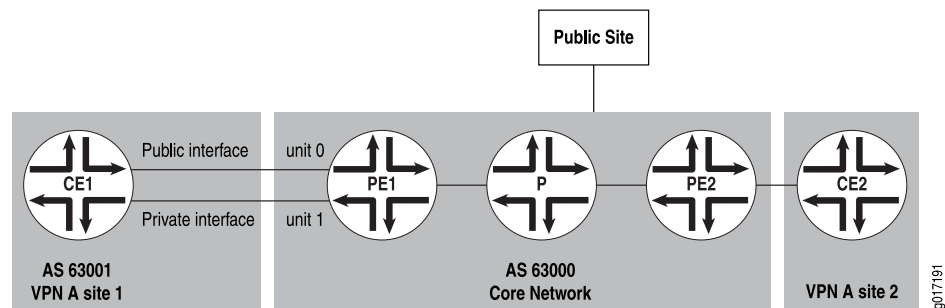 Public Site
Public interface
unit 0
CE1
PE1
P
PE2
CE2
Private interface
unit 1
AS 63001
VPN A site 1
AS 63000
Core Network
VPN A site 2
g017191